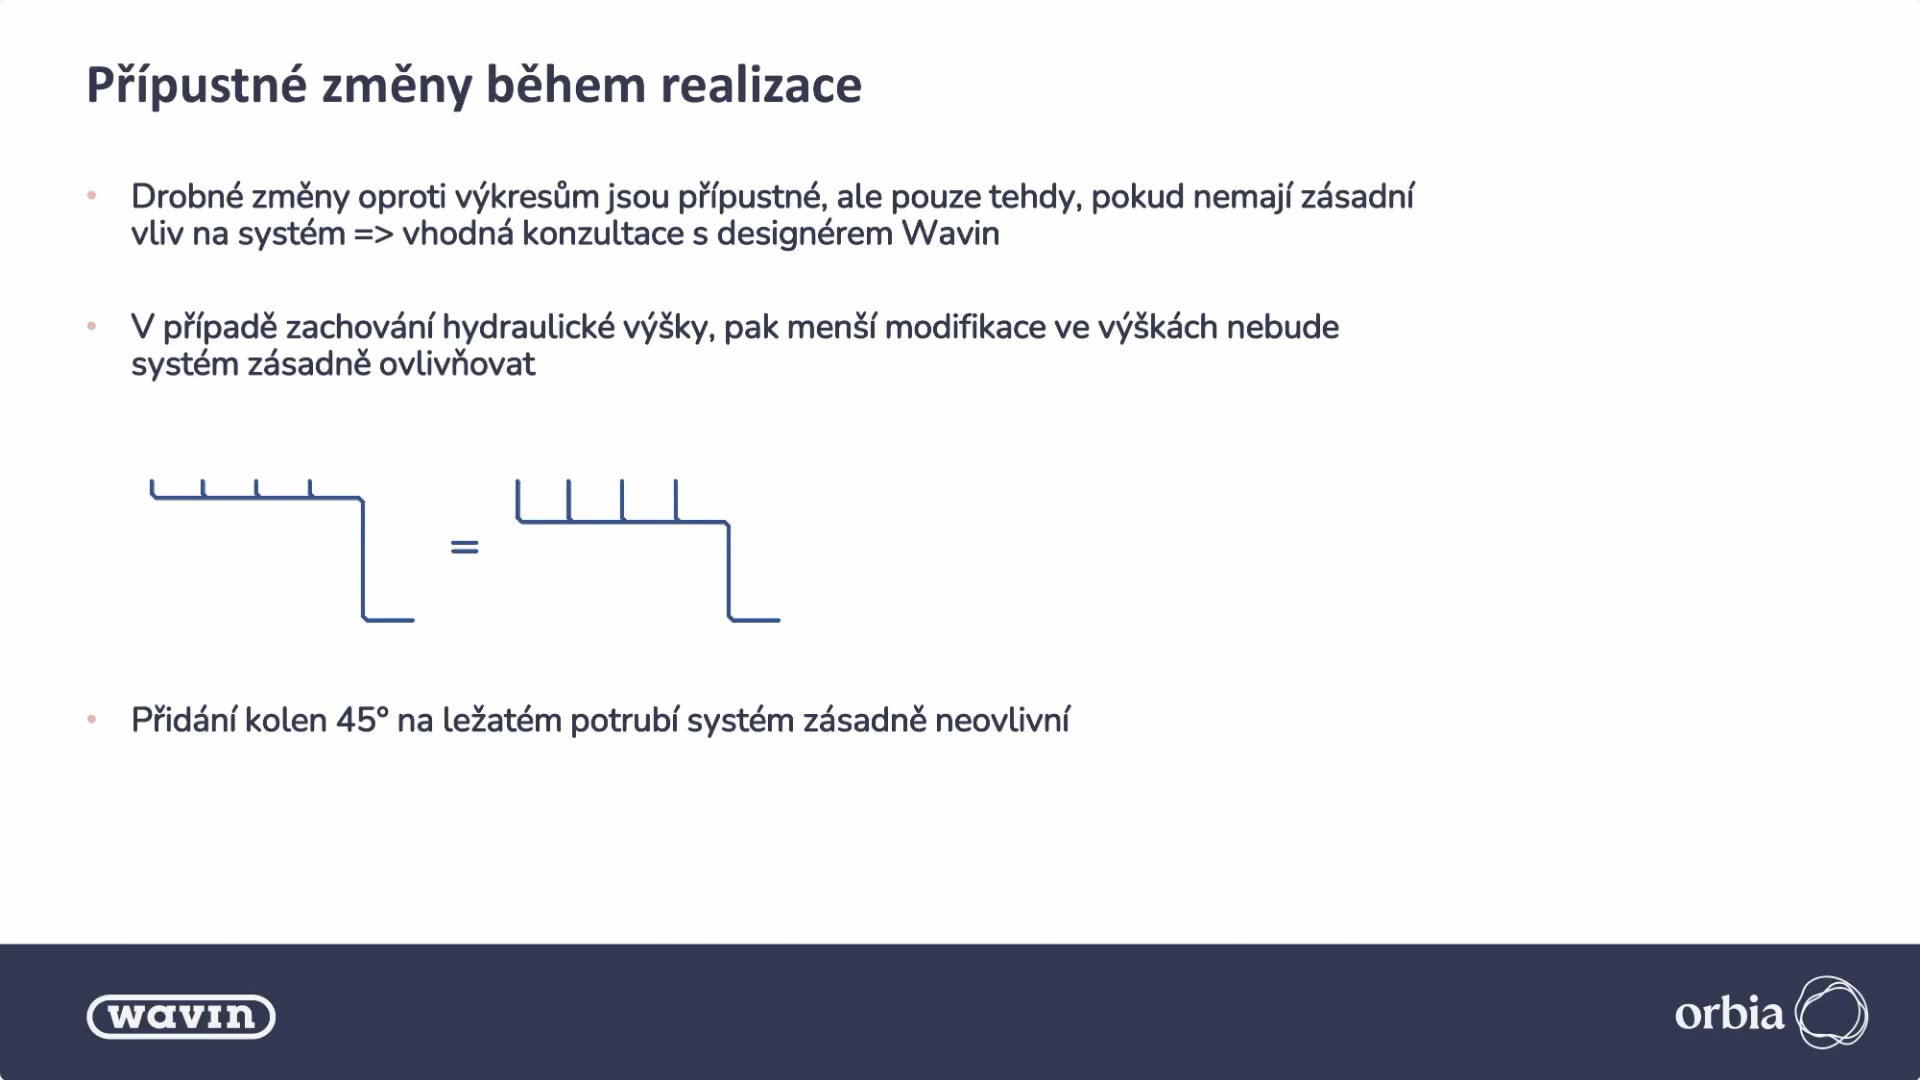 Přípustné změny během realizace
• Drobné změny oproti výkresům jsou přípustné, ale pouze tehdy, pokud nemají zásadní
vliv na systém => vhodná konzultace s designérem Wavin
• V případě zachování hydraulické výšky, pak menší modifikace ve výškách nebude
systém zásadně ovlivňovat
=
• Přidání kolen 45° na ležatém potrubí systém zásadně neovlivní
wavin
orbia